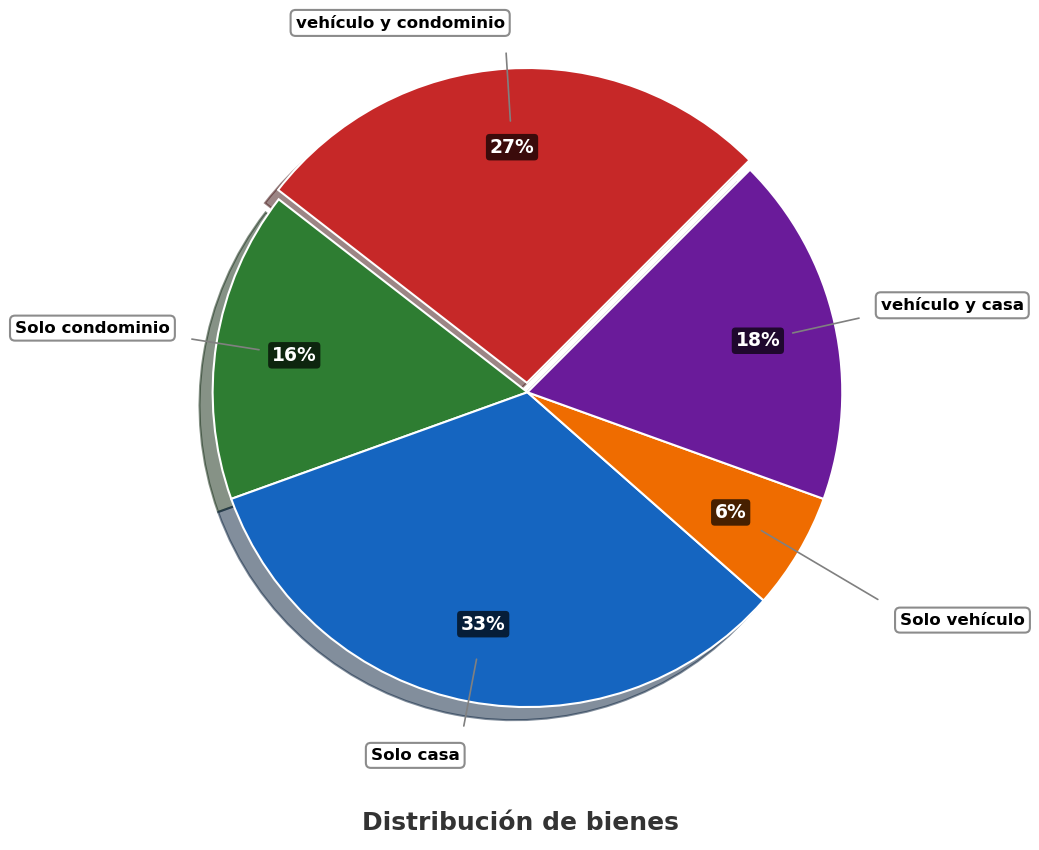 vehículo y condominio
27%
vehículo y casa
18%
Solo condominio
16%
6%
Solo vehículo
33%
Solo casa
Distribución de bienes